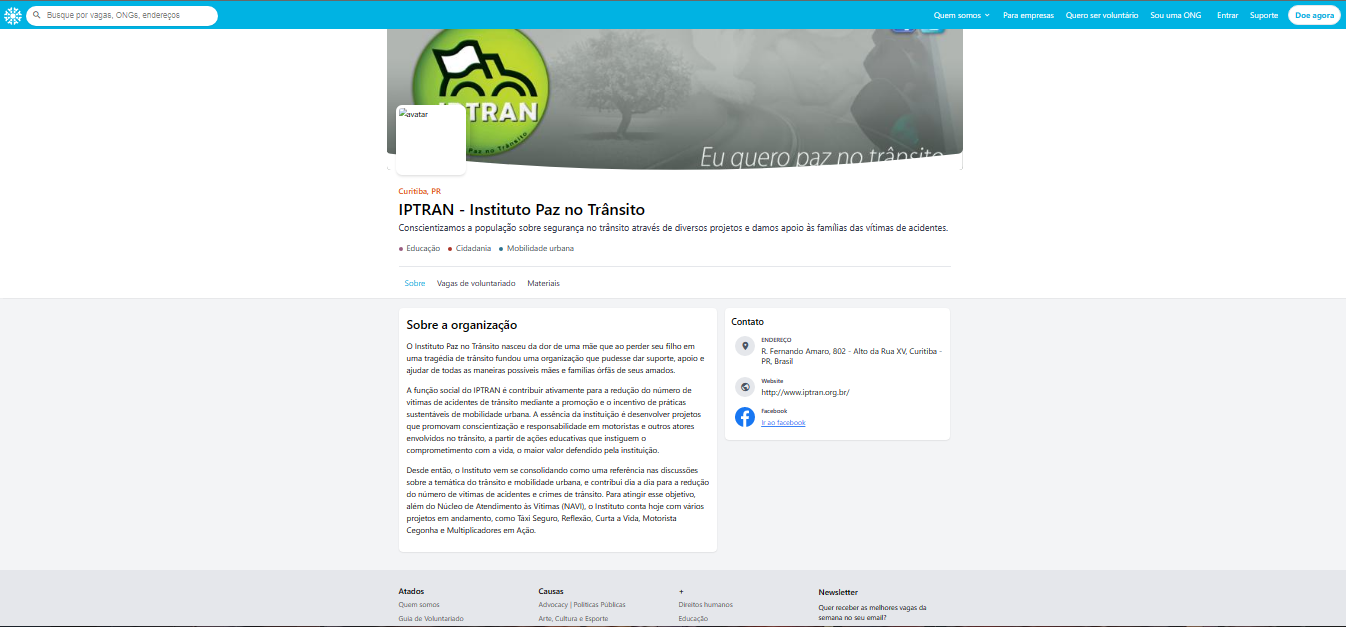 Busque por vagas, ONGs, endereços
Quem somos
Para empresas
Quero ser voluntário
Sou uma ONG
Entrar
Suporte
Doe agora
IPTRAN
Paz no Trânsito
avatar
Eu quero paz no trânsito
Curitiba, PR
IPTRAN - Instituto Paz no Trânsito
Conscientizamos a população sobre segurança no trânsito através de diversos projetos e damos apoio às famílias das vítimas de acidentes.
Educação
Cidadania
Mobilidade urbana
Sobre
Vagas de voluntariado
Materiais
Sobre a organização
O Instituto Paz no Trânsito nasceu da dor de uma mãe que ao perder seu filho em
uma tragédia de trânsito fundou uma organização que pudesse dar suporte, apoio e
ajudar de todas as maneiras possíveis mães e famílias órfãs de seus amados.
A função social do IPTRAN é contribuir ativamente para a redução do número de
vítimas de acidentes de trânsito mediante a promoção e o incentivo de práticas
sustentáveis de mobilidade urbana. A essência da instituição é desenvolver projetos
que promovam conscientização e responsabilidade em motoristas e outros atores
envolvidos no trânsito, a partir de ações educativas que instiguem o
comprometimento com a vida, o maior valor defendido pela instituição.
Desde então, o Instituto vem se consolidando como uma referência nas discussões
sobre a temática do trânsito e mobilidade urbana, e contribui dia a dia para a redução
do número de vítimas de acidentes e crimes de trânsito. Para atingir esse objetivo,
além do Núcleo de Atendimento às Vítimas (NAVI), o Instituto conta hoje com vários
projetos em andamento, como Táxi Seguro, Reflexão, Curta a Vida, Motorista
Cegonha e Multiplicadores em Ação.
Contato
ENDEREÇO
R. Fernando Amaro, 802 - Alto da Rua XV, Curitiba -
PR, Brasil
Website
http://www.iptran.org.br/
Facebook
Ir ao facebook
Atados
Quem somos
Guia de Voluntariado
Causas
Advocacy | Políticas Públicas
Arte, Cultura e Esporte
+
Direitos humanos
Educação
Newsletter
Quer receber as melhores vagas da
semana no seu email?